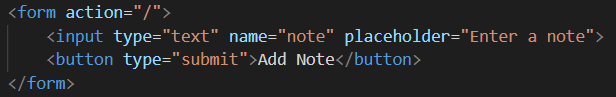 <form action="/">
    <input type="text" name="note" placeholder="Enter a note">
    <button type="submit">Add Note</button>
</form>